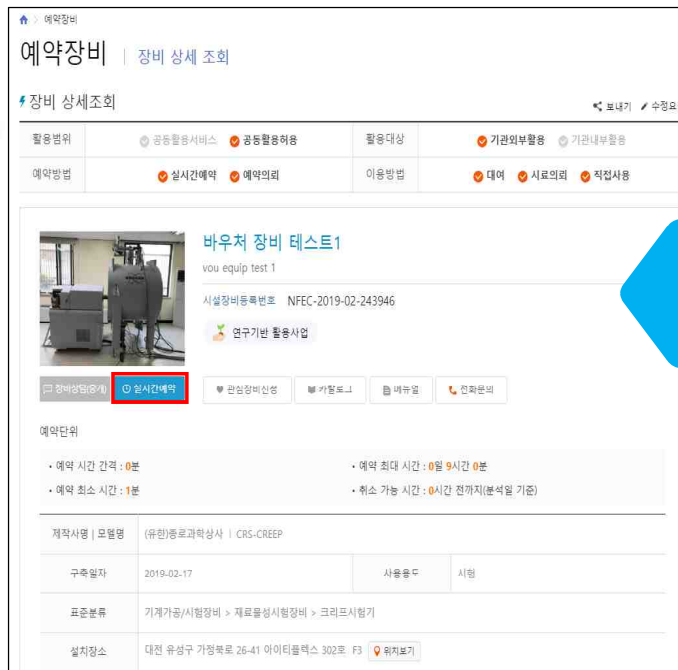 > 예약장비
예약장비 | 장비 상세 조회
장비 상세조회
보내기 수정요
활용범위 공동활용서비스 공동활용허용 활용대상 기관외부활용 기관내부활용
예약방법 실시간예약 예약의뢰 이용방법 대여 시료의뢰 직접사용
바우처 장비 테스트1
vou equip test 1
시설장비등록번호 NFEC-2019-02-243946
연구기반 활용사업
장비상담(0개) 실시간예약 관심장비신청 카탈로그 메뉴얼 전화문의
예약단위
• 예약 시간 간격 : 0분 • 예약 최대 시간 : 0일 9시간 0분
• 예약 최소 시간 : 1분 • 취소 가능 시간 : 0시간 전까지(분석일 기준)
제작사명 | 모델명 (유한)종로과학상사 | CRS-CREEP
구축일자 2019-02-17 사용용도 시험
표준분류 기계가공/시험장비 > 재료물성시험장비 > 크리프시험기
설치장소 대전 유성구 가정북로 26-41 아이티플렉스 302호 F3 위치보기